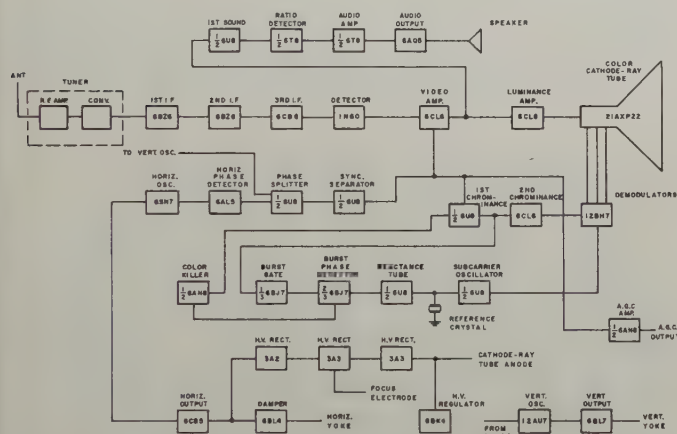 1ST SOUND
RATIO DETECTOR
AUDIO AMP
AUDIO OUTPUT
SPEAKER
1/2 6U8
1/2 6T8
1/2 6T8
6AQ5
ANT
TUNER
COLOR CATHODE-RAY TUBE
R.F. AMP
CONV.
1ST I.F
2ND I.F
3RD I.F.
DETECTOR
VIDEO AMP.
LUMINANCE AMP.
6BZ6
6BZ6
6CB6
1N60
6CL6
6CL6
21AXP22
TO VERT. OSC.
HORIZ. OSC.
HORIZ PHASE DETECTOR
PHASE SPLITTER
SYNC. SEPARATOR
1ST CHROMINANCE
2ND CHROMINANCE
DEMODULATORS
6SN7
6AL5
1/2 6U8
1/2 6U8
1/2 6U8
6CL6
12BH7
COLOR KILLER
BURST GATE
BURST PHASE
REACTANCE TUBE
SUBCARRIER OSCILLATOR
1/2 6AN8
1/3 6BJ7
2/3 6BJ7
1/2 6U8
1/2 6U8
REFERENCE CRYSTAL
A.G.C AMP.
1/2 6AN8
A.G.C. OUTPUT
H.V. RECT.
H.V RECT
H.V RECT.
3A2
3A3
3A3
CATHODE-RAY TUBE ANODE
FOCUS ELECTRODE
HORIZ. OUTPUT
DAMPER
H.V. REGULATOR
VERT. OSC.
VERT OUTPUT
6CB5
6BL4
HORIZ. YOKE
6BK4
FROM
12AU7
6BL7
VERT. YOKE